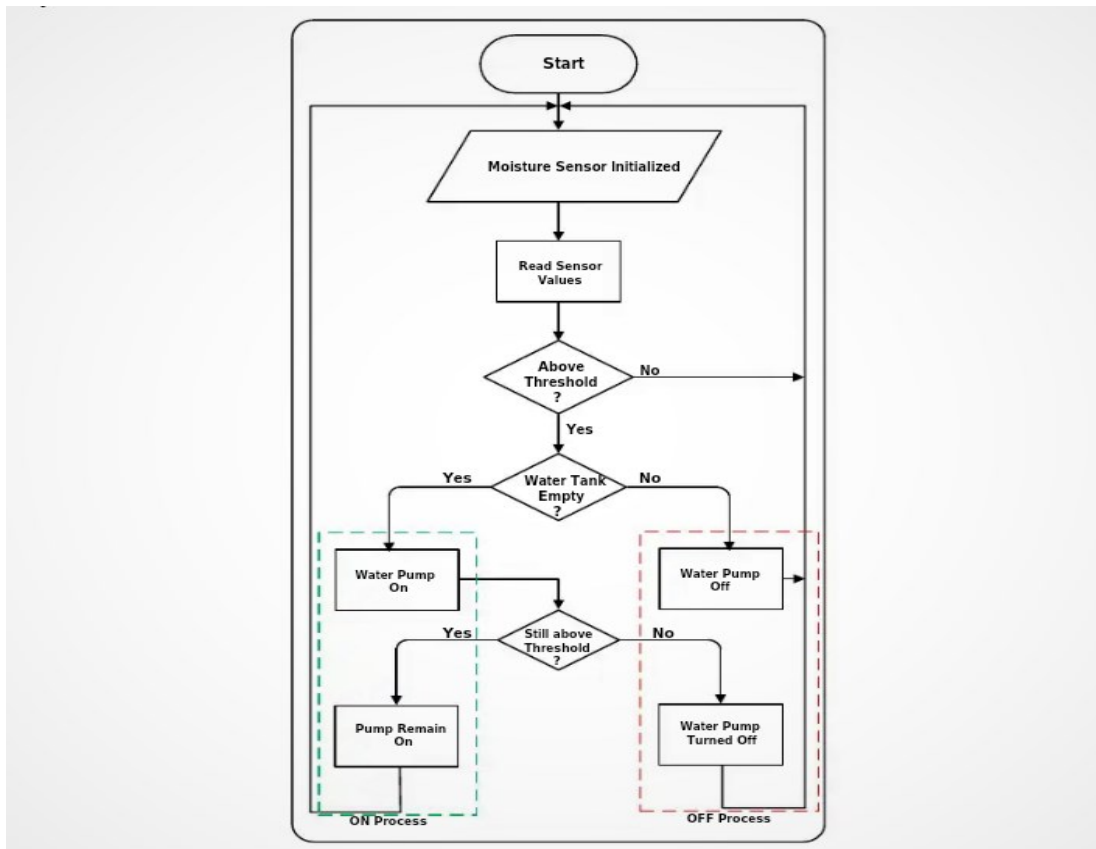 Start
Moisture Sensor Initialized
Read Sensor
Values
Above
Threshold
?
No
Yes
Water Tank
Empty
?
Yes
No
Water Pump
On
Water Pump
Off
Still above
Threshold
?
Yes
No
Pump Remain
On
Water Pump
Turned Off
ON Process
OFF Process